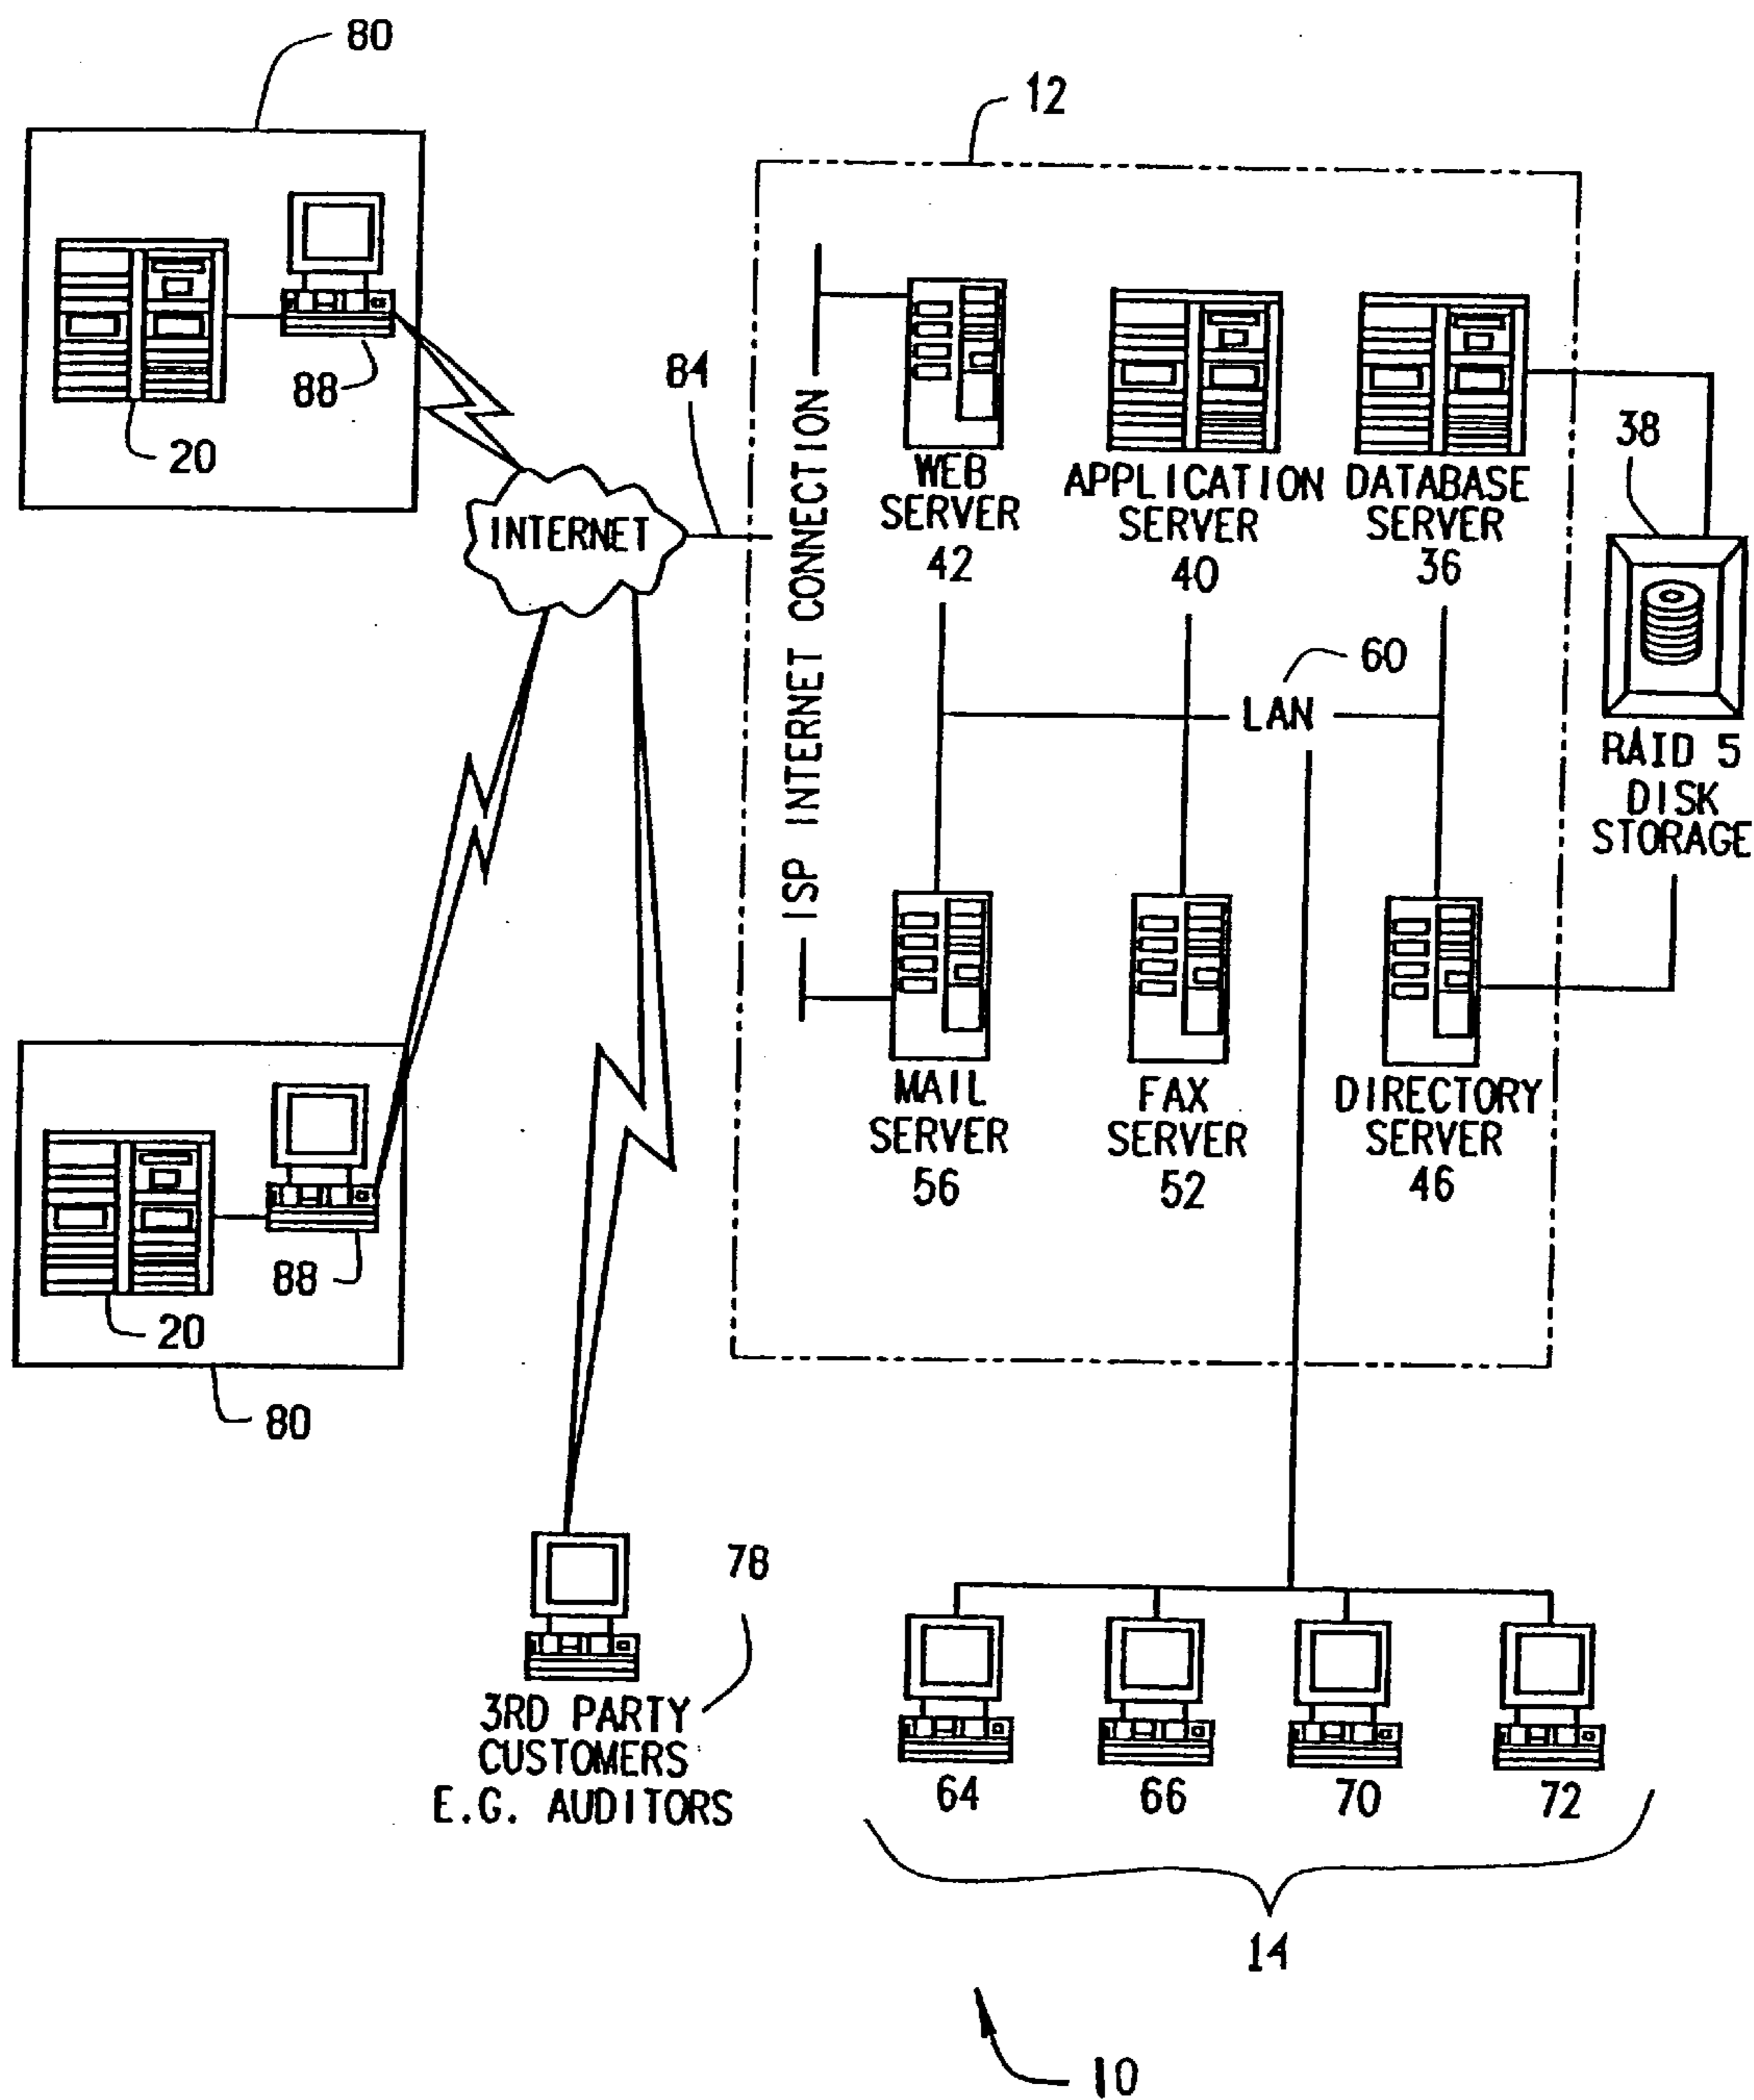 80
12
88
20
84
INTERNET
ISP INTERNET CONNECTION
WEB
SERVER
42
APPLICATION
SERVER
40
DATABASE
SERVER
36
38
RAID 5
DISK
STORAGE
60
LAN
MAIL
SERVER
56
FAX
SERVER
52
DIRECTORY
SERVER
46
88
20
80
78
3RD PARTY
CUSTOMERS
E.G. AUDITORS
64
66
70
72
14
10